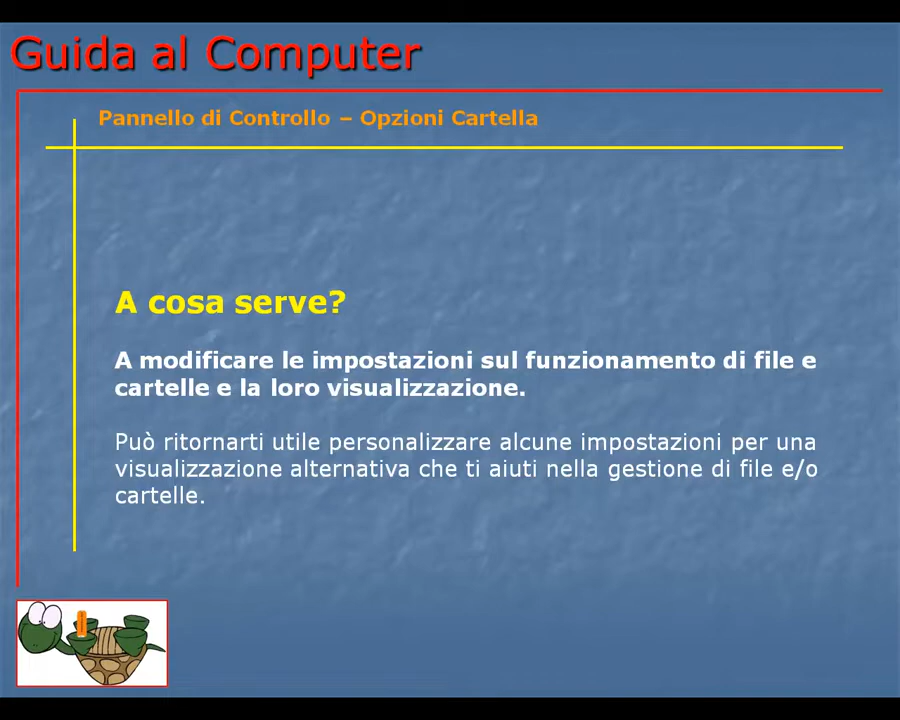 Guida al Computer
Pannello di Controllo – Opzioni Cartella
A cosa serve?
A modificare le impostazioni sul funzionamento di file e
cartelle e la loro visualizzazione.
Può ritornarti utile personalizzare alcune impostazioni per una
visualizzazione alternativa che ti aiuti nella gestione di file e/o
cartelle.